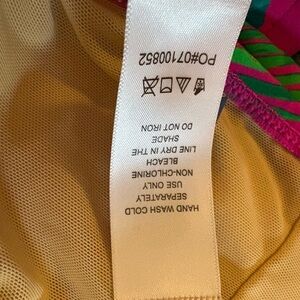 HAND WASH COLD
SEPARATELY
USE ONLY
NON-CHLORINE
BLEACH
LINE DRY IN THE
SHADE
DO NOT IRON
PO#07100852